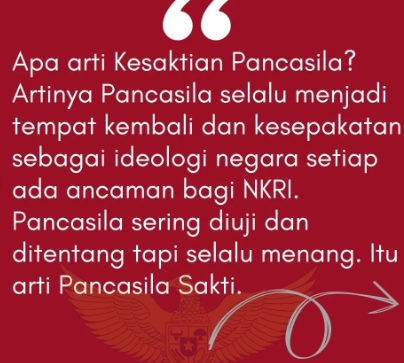 Apa arti Kesaktian Pancasila?
Artinya Pancasila selalu menjadi
tempat kembali dan kesepakatan
sebagai ideologi negara setiap
ada ancaman bagi NKRI.
Pancasila sering diuji dan
ditentang tapi selalu menang. Itu
arti Pancasila Sakti.